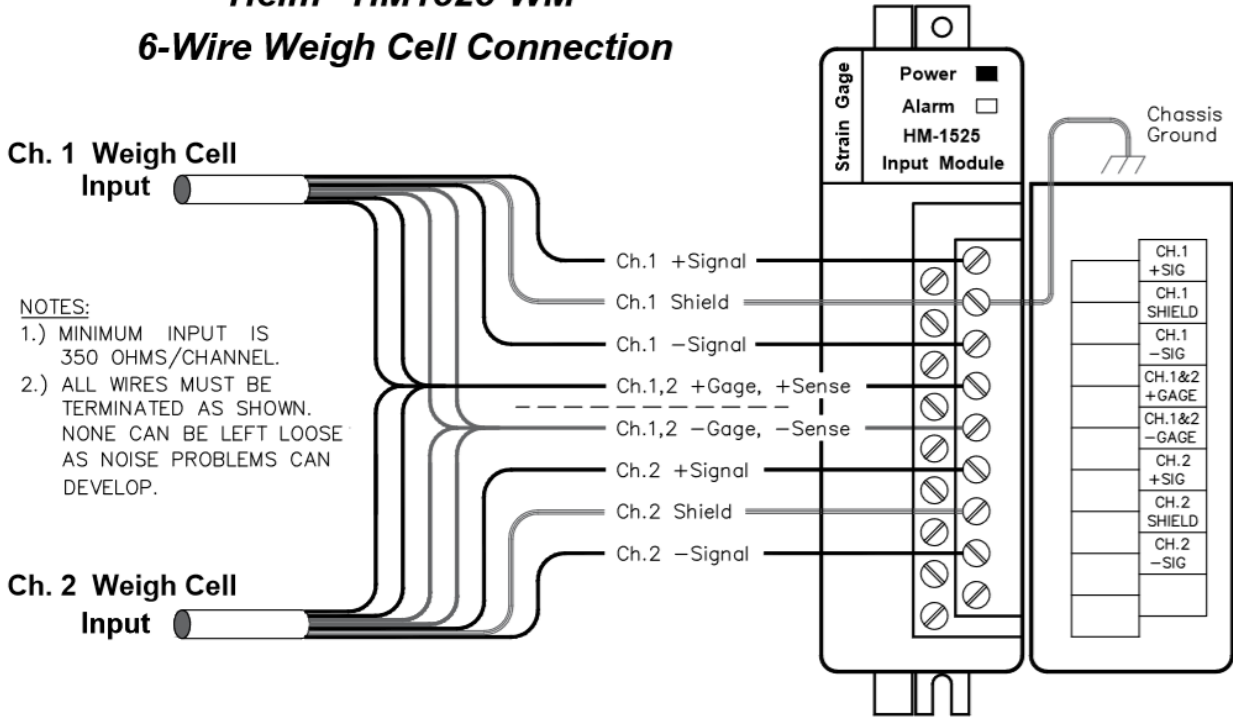 6-Wire Weigh Cell Connection
Strain Gage
Power
Alarm
HM-1525
Input Module
Chassis
Ground
Ch. 1 Weigh Cell
Input
Ch.1 +Signal
Ch.1 Shield
Ch.1 −Signal
Ch.1,2 +Gage, +Sense
Ch.1,2 −Gage, −Sense
Ch.2 +Signal
Ch.2 Shield
Ch.2 −Signal
NOTES:
1.) MINIMUM INPUT IS
350 OHMS/CHANNEL.
2.) ALL WIRES MUST BE
TERMINATED AS SHOWN.
NONE CAN BE LEFT LOOSE
AS NOISE PROBLEMS CAN
DEVELOP.
Ch. 2 Weigh Cell
Input
CH.1
+SIG
CH.1
SHIELD
CH.1
−SIG
CH.1&2
+GAGE
CH.1&2
−GAGE
CH.2
+SIG
CH.2
SHIELD
CH.2
−SIG